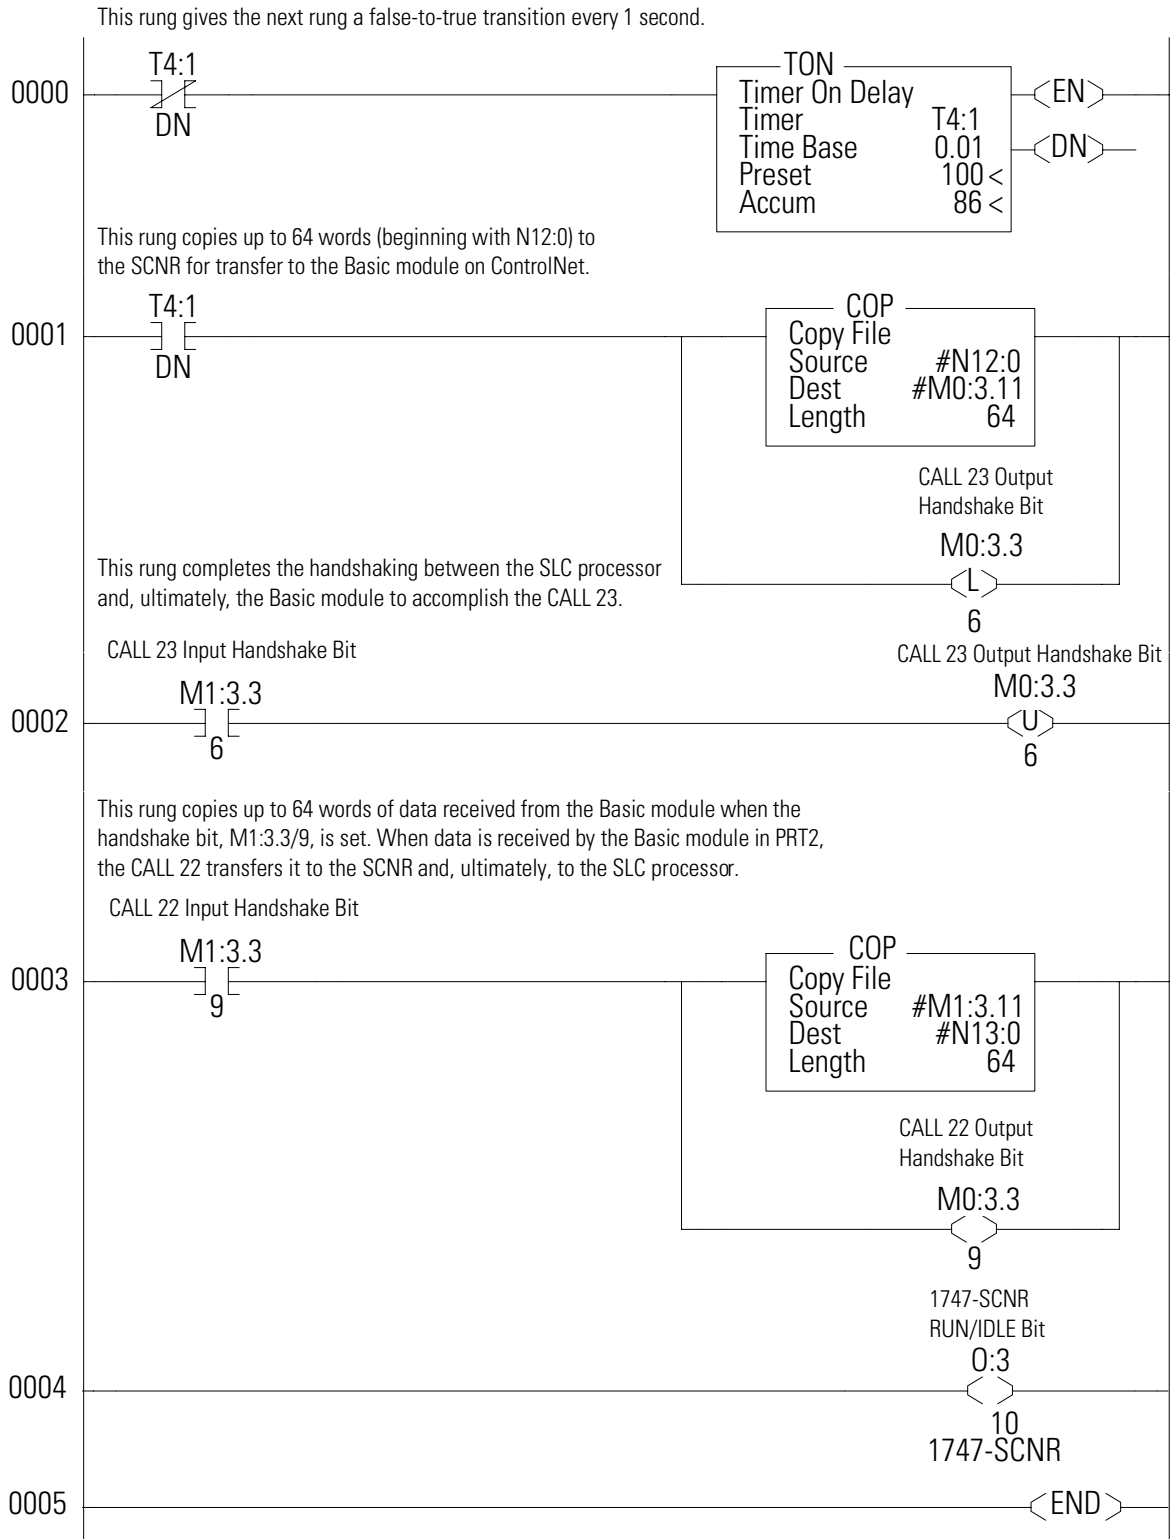 This rung gives the next rung a false-to-true transition every 1 second.
T4:1
0000
DN
TON
Timer On Delay
Timer T4:1
Time Base 0.01
Preset 100<
Accum 86<
EN
DN
This rung copies up to 64 words (beginning with N12:0) to
the SCNR for transfer to the Basic module on ControlNet.
T4:1
0001
DN
COP
Copy File
Source #N12:0
Dest #M0:3.11
Length 64
CALL 23 Output
Handshake Bit
M0:3.3
L
6
This rung completes the handshaking between the SLC processor
and, ultimately, the Basic module to accomplish the CALL 23.
CALL 23 Input Handshake Bit
M1:3.3
0002
6
CALL 23 Output Handshake Bit
M0:3.3
U
6
This rung copies up to 64 words of data received from the Basic module when the
handshake bit, M1:3.3/9, is set. When data is received by the Basic module in PRT2,
the CALL 22 transfers it to the SCNR and, ultimately, to the SLC processor.
CALL 22 Input Handshake Bit
M1:3.3
0003
9
COP
Copy File
Source #M1:3.11
Dest #N13:0
Length 64
CALL 22 Output
Handshake Bit
M0:3.3
9
1747-SCNR
RUN/IDLE Bit
O:3
0004
10
1747-SCNR
0005
END